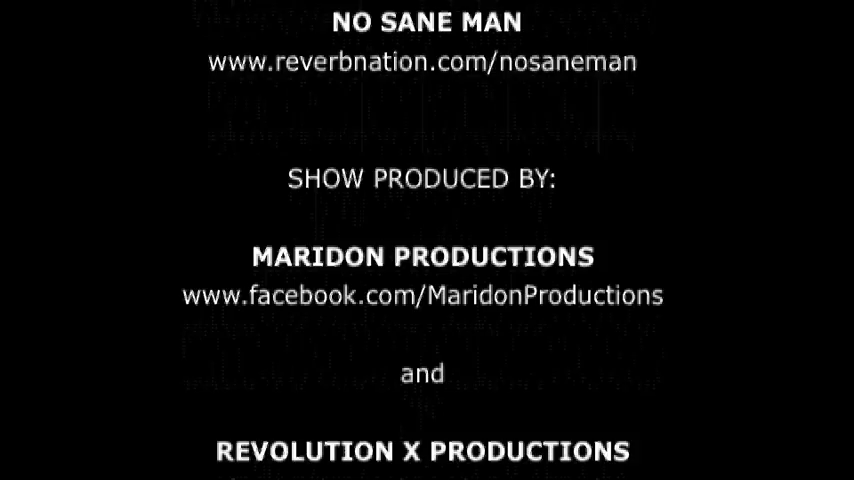 NO SANE MAN
www.reverbnation.com/nosaneman
SHOW PRODUCED BY:
MARIDON PRODUCTIONS
www.facebook.com/MaridonProductions
and
REVOLUTION X PRODUCTIONS